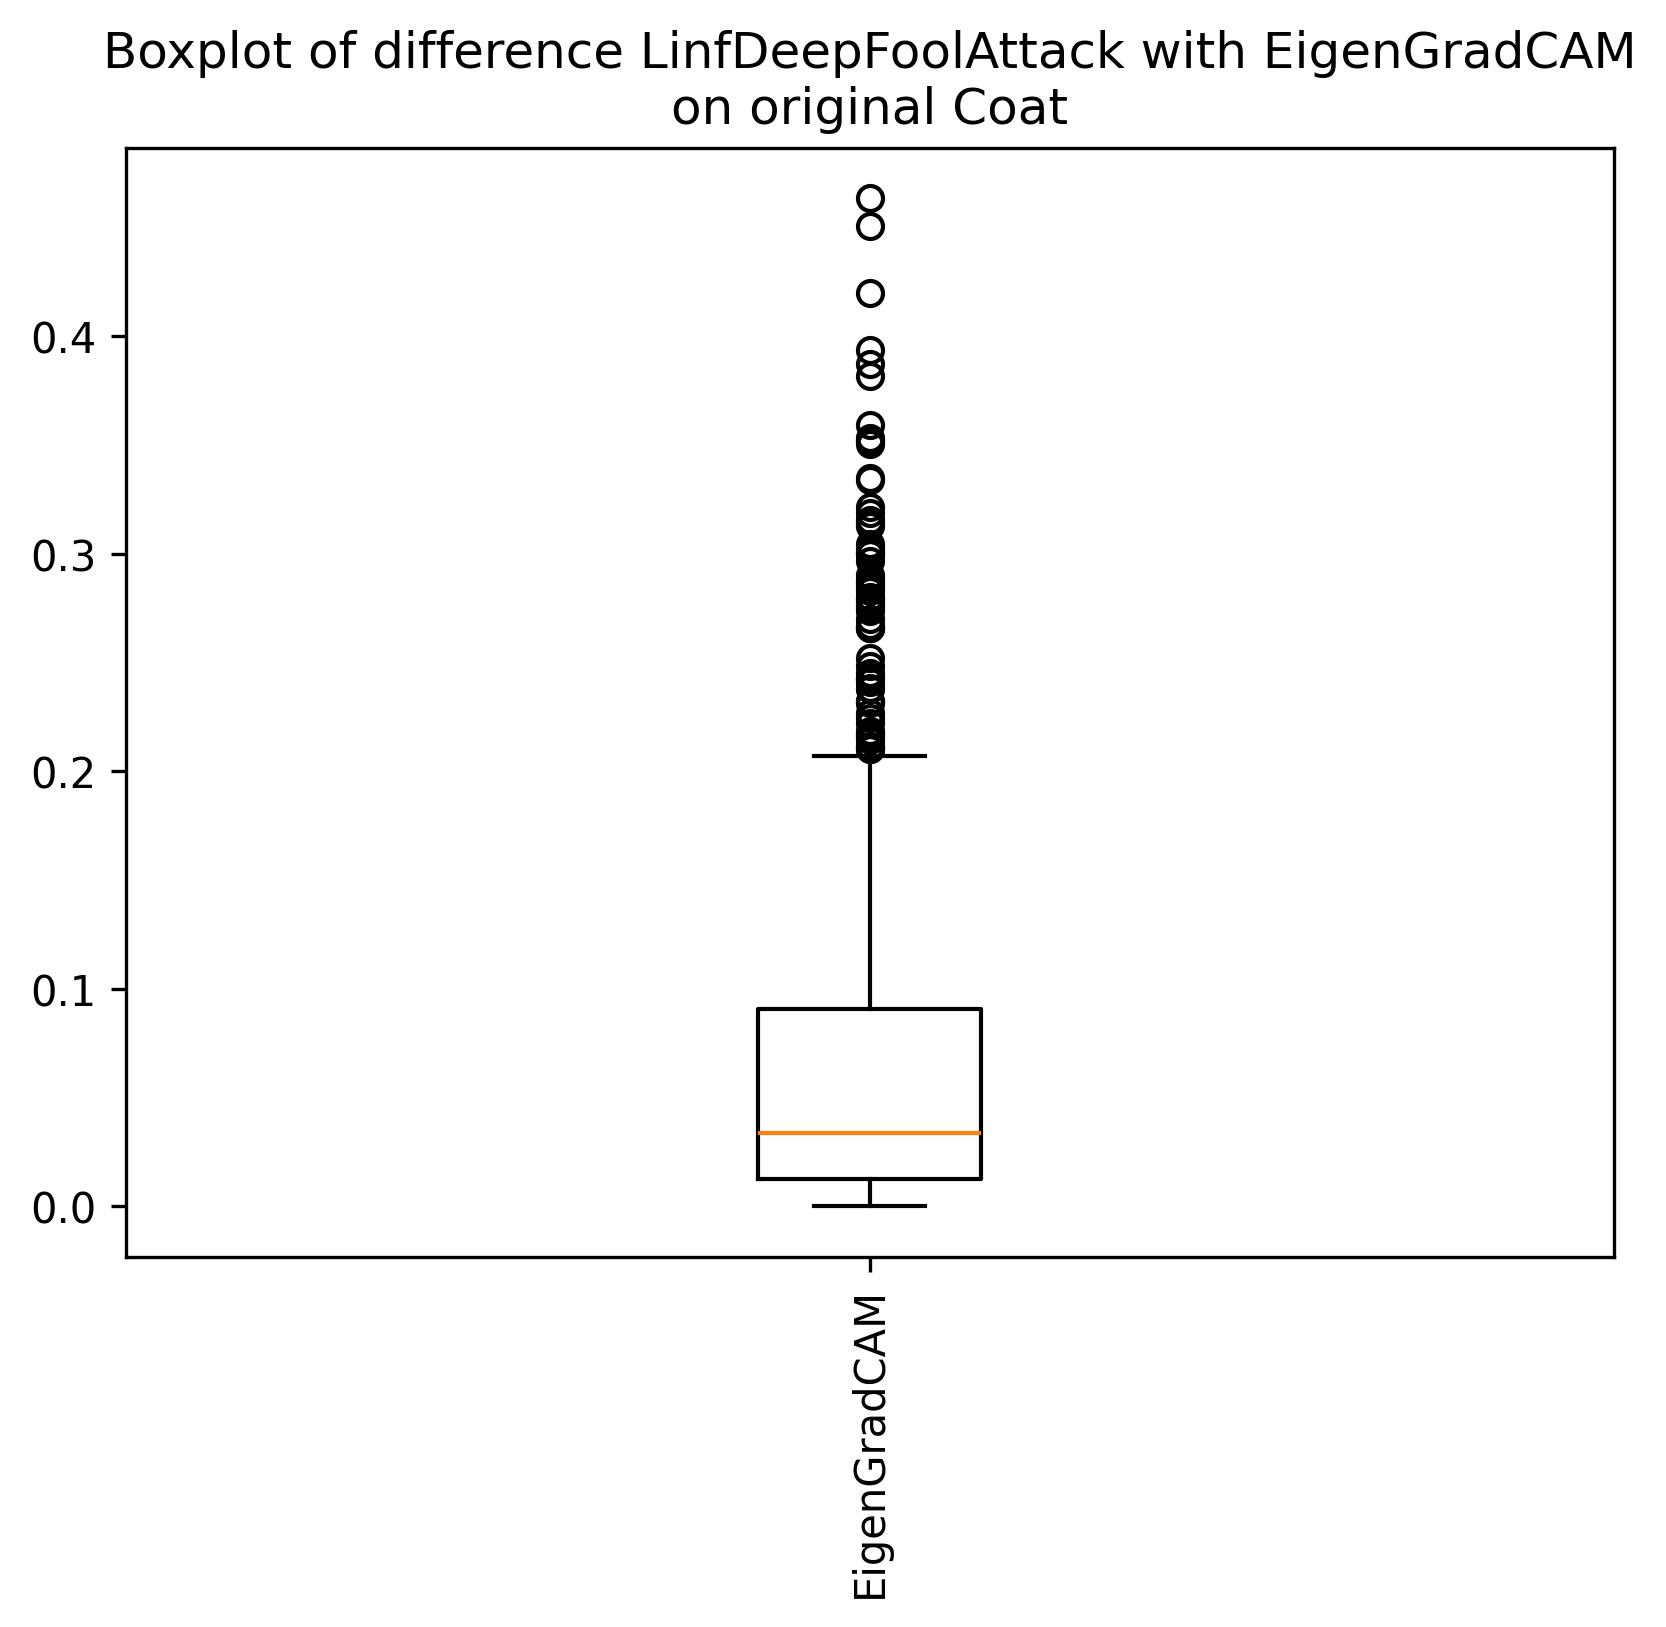 Boxplot of difference LinfDeepFoolAttack with EigenGradCAM
on original Coat
0.4
0.3
0.2
0.1
0.0
EigenGradCAM